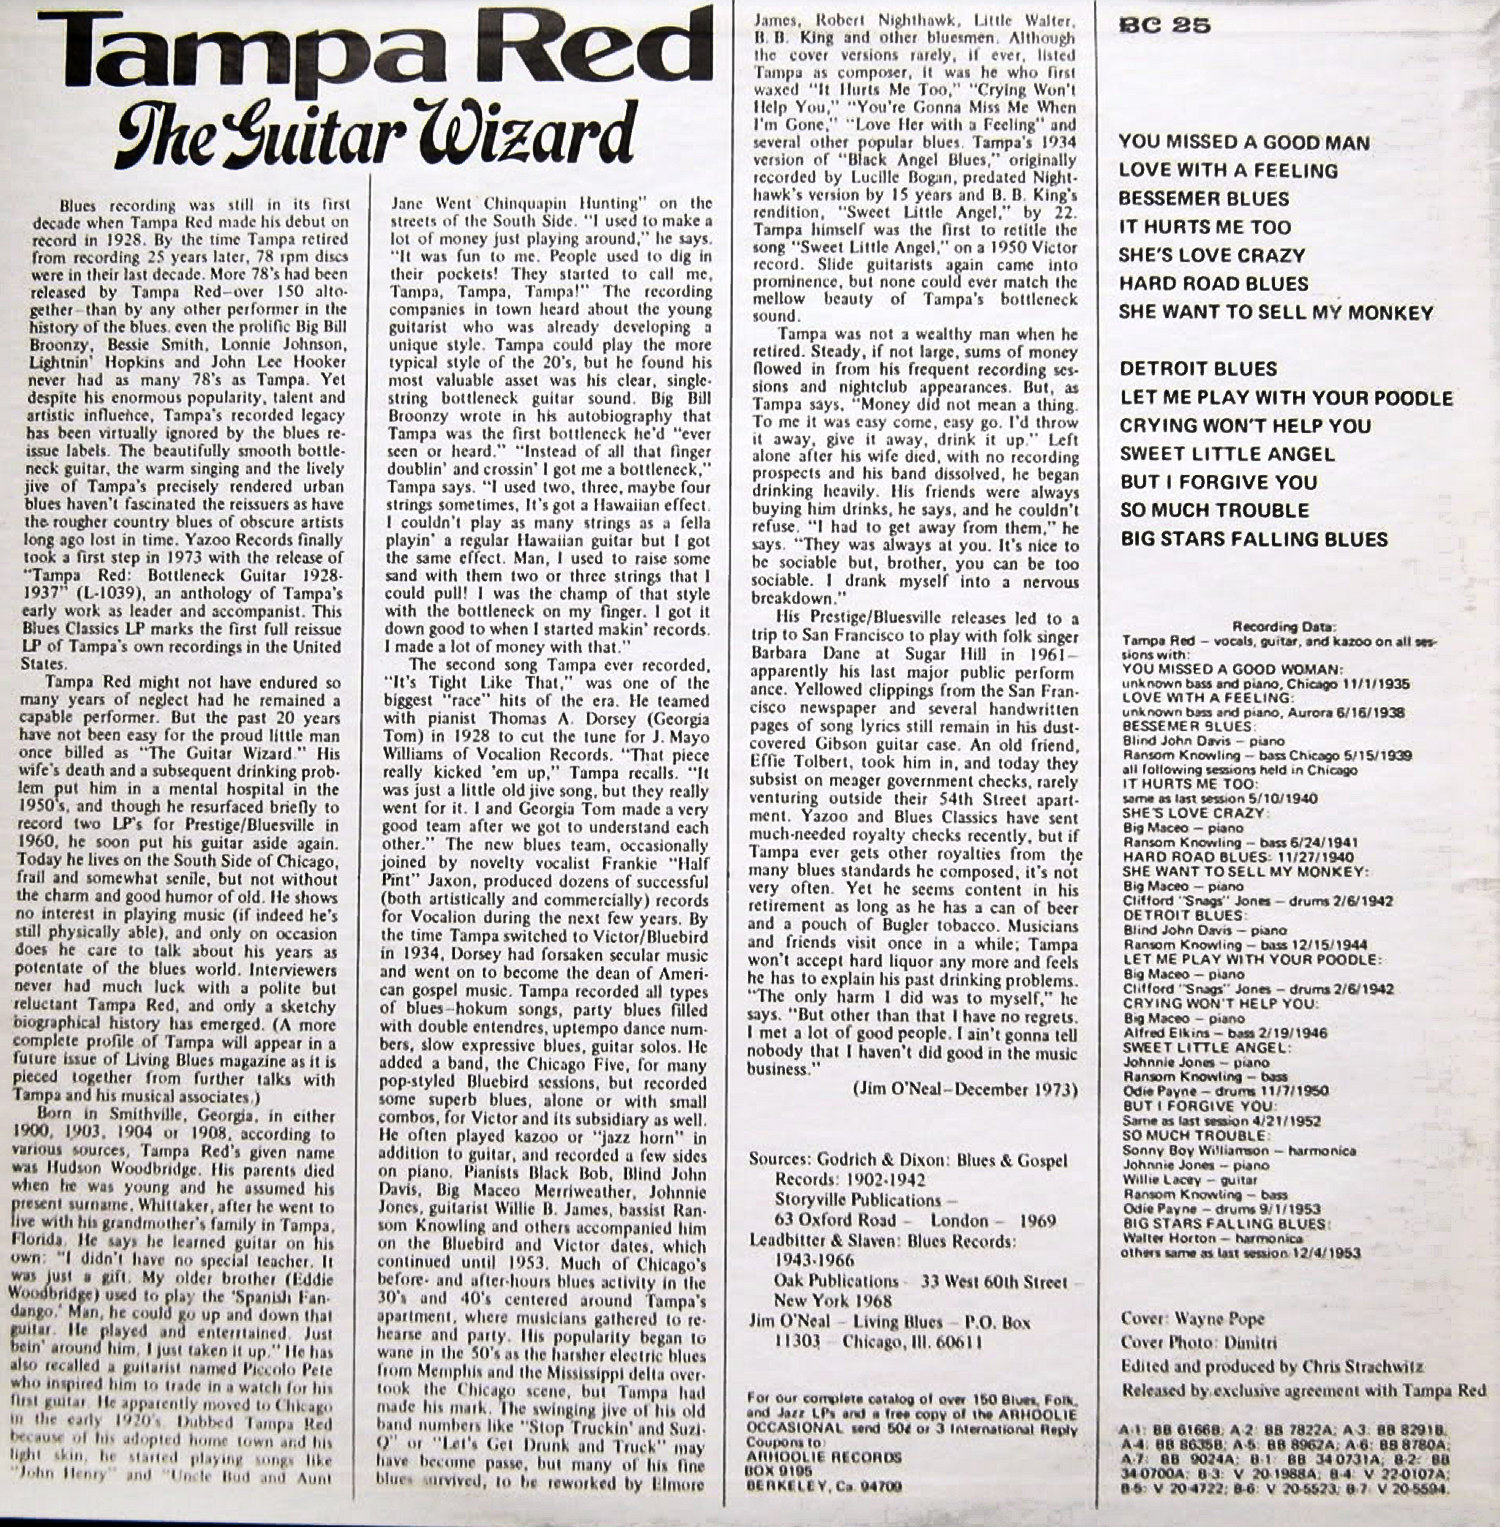 Tampa Red
The Guitar Wizard
Blues recording was still in its first
decade when Tampa Red made his debut on
record in 1928. By the time Tampa retired
from recording 25 years later, 78 rpm discs
were in their last decade. More 78's had been
released by Tampa Red—over 150 alto-
gether—than by any other performer in the
history of the blues. even the prolific Big Bill
Broonzy, Bessie Smith, Lonnie Johnson,
Lightnin' Hopkins and John Lee Hooker
never had as many 78's as Tampa. Yet
despite his enormous popularity, talent and
artistic influence, Tampa's recorded legacy
has been virtually ignored by the blues re-
issue labels. The beautifully smooth bottle-
neck guitar, the warm singing and the lively
jive of Tampa's precisely rendered urban
blues haven't fascinated the reissuers as have
the rougher country blues of obscure artists
long ago lost in time. Yazoo Records finally
took a first step in 1973 with the release of
"Tampa Red: Bottleneck Guitar 1928-
1937" (L-1039), an anthology of Tampa's
early work as leader and accompanist. This
Blues Classics LP marks the first full reissue
LP of Tampa's own recordings in the United
States.
Tampa Red might not have endured so
many years of neglect had he remained a
capable performer. But the past 20 years
have not been easy for the proud little man
once billed as "The Guitar Wizard." His
wife's death and a subsequent drinking prob-
lem put him in a mental hospital in the
1950's, and though he resurfaced briefly to
record two LP's for Prestige/Bluesville in
1960, he soon put his guitar aside again.
Today he lives on the South Side of Chicago,
frail and somewhat senile, but not without
the charm and good humor of old. He shows
no interest in playing music (if indeed he's
still physically able), and only on occasion
does he care to talk about his years as
potentate of the blues world. Interviewers
never had much luck with a polite but
reluctant Tampa Red, and only a sketchy
biographical history has emerged. (A more
complete profile of Tampa will appear in a
future issue of Living Blues magazine as it is
pieced together from further talks with
Tampa and his musical associates.)
Born in Smithville, Georgia, in either
1900, 1903, 1904 or 1908, according to
various sources, Tampa Red's given name
was Hudson Woodbridge. His parents died
when he was young and he assumed his
present surname, Whittaker, after he went to
live with his grandmother's family in Tampa,
Florida. He says he learned guitar on his
own: "I didn't have no special teacher. It
was just a gift. My older brother (Eddie
Woodbridge) used to play the 'Spanish Fan-
dango.' Man, he could go up and down that
guitar. He played and entertained. Just
bein' around him, I just taken it up." He has
also recalled a guitarist named Piccolo Pete
who inspired him to trade in a watch for his
first guitar. He apparently moved to Chicago
in the early 1920's. Dubbed Tampa Red
because of his adopted home town and his
light skin, he started playing songs like
"John Henry" and "Uncle Bud and Aunt
Jane Went Chinquapin Hunting" on the
streets of the South Side. "I used to make a
lot of money just playing around," he says.
"It was fun to me. People used to dig in
their pockets! They started to call me,
Tampa, Tampa, Tampa!" The recording
companies in town heard about the young
guitarist who was already developing a
unique style. Tampa could play the more
typical style of the 20's, but he found his
most valuable asset was his clear, single-
string bottleneck guitar sound. Big Bill
Broonzy wrote in his autobiography that
Tampa was the first bottleneck he'd "ever
seen or heard." "Instead of all that finger
doublin' and crossin' I got me a bottleneck,"
Tampa says. "I used two, three, maybe four
strings sometimes, It's got a Hawaiian effect.
I couldn't play as many strings as a fella
playin' a regular Hawaiian guitar but I got
the same effect. Man, I used to raise some
sand with them two or three strings that I
could pull! I was the champ of that style
with the bottleneck on my finger. I got it
down good to when I started makin' records.
I made a lot of money with that."
The second song Tampa ever recorded,
"It's Tight Like That," was one of the
biggest "race" hits of the era. He teamed
with pianist Thomas A. Dorsey (Georgia
Tom) in 1928 to cut the tune for J. Mayo
Williams of Vocalion Records. "That piece
really kicked 'em up," Tampa recalls. "It
was just a little old jive song, but they really
went for it. I and Georgia Tom made a very
good team after we got to understand each
other." The new blues team, occasionally
joined by novelty vocalist Frankie "Half
Pint" Jaxon, produced dozens of successful
(both artistically and commercially) records
for Vocalion during the next few years. By
the time Tampa switched to Victor/Bluebird
in 1934, Dorsey had forsaken secular music
and went on to become the dean of Ameri-
can gospel music. Tampa recorded all types
of blues—hokum songs, party blues filled
with double entendres, uptempo dance num-
bers, slow expressive blues, guitar solos. He
added a band, the Chicago Five, for many
pop-styled Bluebird sessions, but recorded
some superb blues, alone or with small
combos, for Victor and its subsidiary as well.
He often played kazoo or "jazz horn" in
addition to guitar, and recorded a few sides
on piano. Pianists Black Bob, Blind John
Davis, Big Maceo Merriweather, Johnnie
Jones, guitarist Willie B. James, bassist Ran-
som Knowling and others accompanied him
on the Bluebird and Victor dates, which
continued until 1953. Much of Chicago's
before- and after-hours blues activity in the
30's and 40's centered around Tampa's
apartment, where musicians gathered to re-
hearse and party. His popularity began to
wane in the 50's as the harsher electric blues
from Memphis and the Mississippi delta over-
took the Chicago scene, but Tampa had
made his mark. The swinging jive of his old
band numbers like "Stop Truckin' and Suzi-
Q" or "Let's Get Drunk and Truck" may
have become passe, but many of his fine
blues survived, to be reworked by Elmore
James, Robert Nighthawk, Little Walter,
B. B. King and other bluesmen. Although
the cover versions rarely, if ever, listed
Tampa as composer, it was he who first
waxed "It Hurts Me Too," "Crying Won't
Help You," "You're Gonna Miss Me When
I'm Gone," "Love Her with a Feeling" and
several other popular blues. Tampa's 1934
version of "Black Angel Blues," originally
recorded by Lucille Bogan, predated Night-
hawk's version by 15 years and B. B. King's
rendition, "Sweet Little Angel," by 22.
Tampa himself was the first to retitle the
song "Sweet Little Angel," on a 1950 Victor
record. Slide guitarists again came into
prominence, but none could ever match the
mellow beauty of Tampa's bottleneck
sound.
Tampa was not a wealthy man when he
retired. Steady, if not large, sums of money
flowed in from his frequent recording ses-
sions and nightclub appearances. But, as
Tampa says, "Money did not mean a thing.
To me it was easy come, easy go. I'd throw
it away, give it away, drink it up." Left
alone after his wife died, with no recording
prospects and his band dissolved, he began
drinking heavily. His friends were always
buying him drinks, he says, and he couldn't
refuse. "I had to get away from them," he
says. "They was always at you. It's nice to
be sociable but, brother, you can be too
sociable. I drank myself into a nervous
breakdown."
His Prestige/Bluesville releases led to a
trip to San Francisco to play with folk singer
Barbara Dane at Sugar Hill in 1961—
apparently his last major public perform
ance. Yellowed clippings from the San Fran-
cisco newspaper and several handwritten
pages of song lyrics still remain in his dust-
covered Gibson guitar case. An old friend,
Effie Tolbert, took him in, and today they
subsist on meager government checks, rarely
venturing outside their 54th Street apart-
ment. Yazoo and Blues Classics have sent
much-needed royalty checks recently, but if
Tampa ever gets other royalties from the
many blues standards he composed, it's not
very often. Yet he seems content in his
retirement as long as he has a can of beer
and a pouch of Bugler tobacco. Musicians
and friends visit once in a while; Tampa
won't accept hard liquor any more and feels
he has to explain his past drinking problems.
"The only harm I did was to myself," he
says. "But other than that I have no regrets.
I met a lot of good people. I ain't gonna tell
nobody that I haven't did good in the music
business."
(Jim O'Neal—December 1973)
Sources: Godrich & Dixon: Blues & Gospel
Records: 1902-1942
Storyville Publications —
63 Oxford Road — London — 1969
Leadbitter & Slaven: Blues Records:
1943-1966
Oak Publications — 33 West 60th Street —
New York 1968
Jim O'Neal — Living Blues — P.O. Box
11303 — Chicago, Ill. 60611
For our complete catalog of over 150 Blues, Folk,
and Jazz LPs and a free copy of the ARHOOLIE
OCCASIONAL send 50¢ or 3 International Reply
Coupons to:
ARHOOLIE RECORDS
BOX 9195
BERKELEY, Ca. 94709
BC 25
YOU MISSED A GOOD MAN
LOVE WITH A FEELING
BESSEMER BLUES
IT HURTS ME TOO
SHE'S LOVE CRAZY
HARD ROAD BLUES
SHE WANT TO SELL MY MONKEY
DETROIT BLUES
LET ME PLAY WITH YOUR POODLE
CRYING WON'T HELP YOU
SWEET LITTLE ANGEL
BUT I FORGIVE YOU
SO MUCH TROUBLE
BIG STARS FALLING BLUES
Recording Data:
Tampa Red — vocals, guitar, and kazoo on all ses-
sions with:
YOU MISSED A GOOD WOMAN:
unknown bass and piano, Chicago 11/1/1935
LOVE WITH A FEELING:
unknown bass and piano, Aurora 6/16/1938
BESSEMER BLUES:
Blind John Davis — piano
Ransom Knowling — bass Chicago 5/15/1939
all following sessions held in Chicago
IT HURTS ME TOO:
same as last session 5/10/1940
SHE'S LOVE CRAZY:
Big Maceo — piano
Ransom Knowling — bass 6/24/1941
HARD ROAD BLUES: 11/27/1940
SHE WANT TO SELL MY MONKEY:
Big Maceo — piano
Clifford "Snags" Jones — drums 2/6/1942
DETROIT BLUES:
Blind John Davis — piano
Ransom Knowling — bass 12/15/1944
LET ME PLAY WITH YOUR POODLE:
Big Maceo — piano
Clifford "Snags" Jones — drums 2/6/1942
CRYING WON'T HELP YOU:
Big Maceo — piano
Alfred Elkins — bass 2/19/1946
SWEET LITTLE ANGEL:
Johnnie Jones — piano
Ransom Knowling — bass
Odie Payne — drums 11/7/1950
BUT I FORGIVE YOU:
Same as last session 4/21/1952
SO MUCH TROUBLE:
Sonny Boy Williamson — harmonica
Johnnie Jones — piano
Willie Lacey — guitar
Ransom Knowling — bass
Odie Payne — drums 9/1/1953
BIG STARS FALLING BLUES:
Walter Horton — harmonica
others same as last session 12/4/1953
Cover: Wayne Pope
Cover Photo: Dimitri
Edited and produced by Chris Strachwitz
Released by exclusive agreement with Tampa Red
A-1: BB 6166B; A-2: BB 7822A; A-3: BB 8291B,
A-4: BB 8635B; A-5: BB 8962A; A-6: BB 8780A;
A-7: BB 9024A; B-1: BB 34-0731A; B-2: BB
34-0700A; B-3: V 20-1988A; B-4: V 22-0107A;
B-5: V 20-4722; B-6: V 20-5523; B-7: V 20-5594.